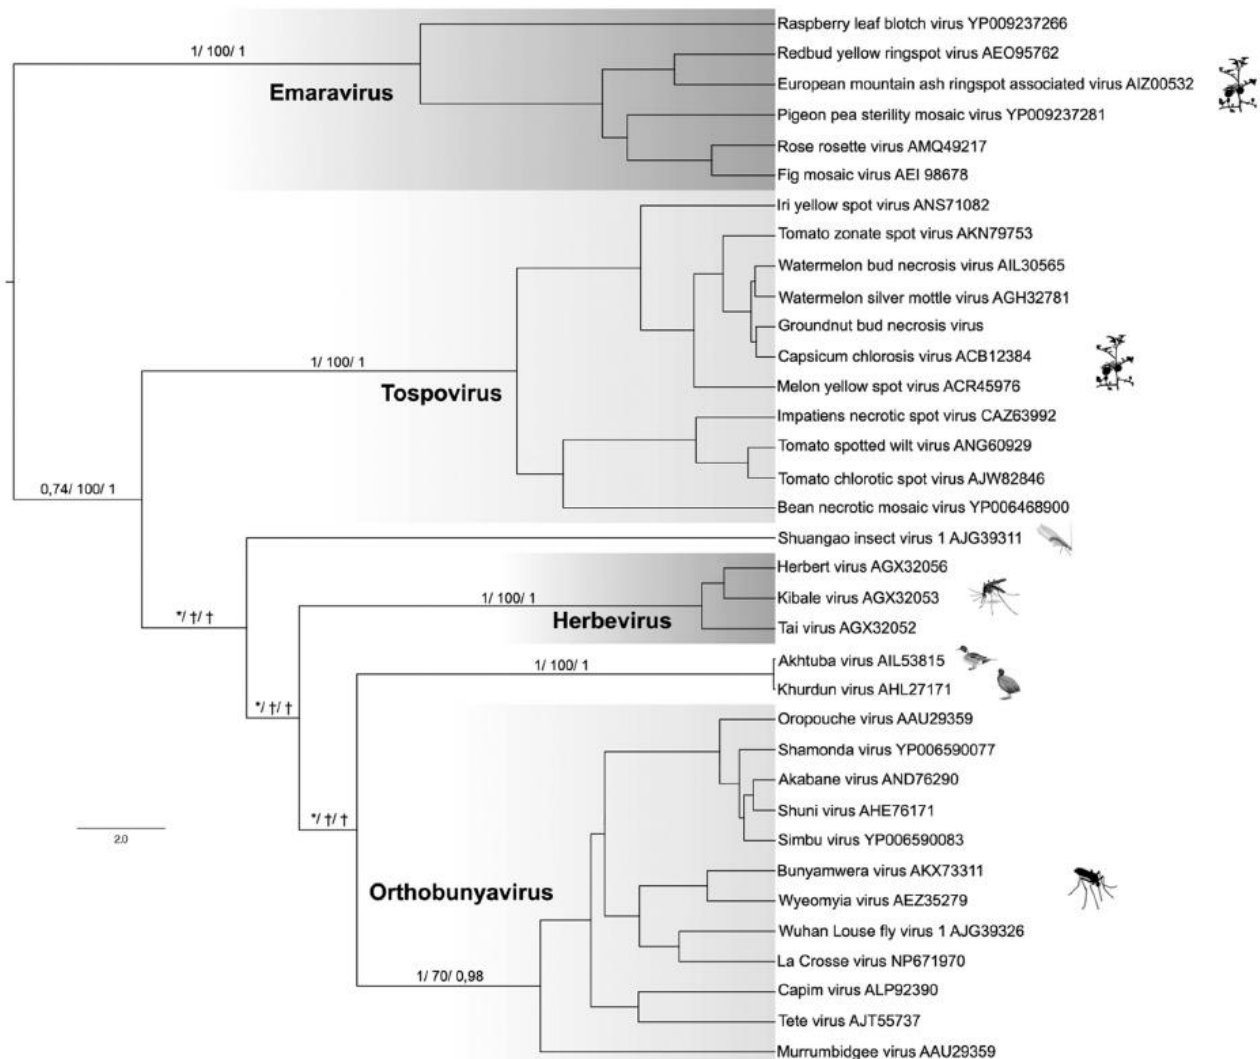 Raspberry leaf blotch virus YP009237266
1/ 100/ 1
Redbud yellow ringspot virus AEO95762
European mountain ash ringspot associated virus AIZ00532
Emaravirus
Pigeon pea sterility mosaic virus YP009237281
Rose rosette virus AMQ49217
Fig mosaic virus AEI 98678
Iri yellow spot virus ANS71082
Tomato zonate spot virus AKN79753
Watermelon bud necrosis virus AIL30565
Watermelon silver mottle virus AGH32781
Groundnut bud necrosis virus
Capsicum chlorosis virus ACB12384
1/ 100/ 1
Tospovirus
Melon yellow spot virus ACR45976
Impatiens necrotic spot virus CAZ63992
Tomato spotted wilt virus ANG60929
Tomato chlorotic spot virus AJW82846
0,74/ 100/ 1
Bean necrotic mosaic virus YP006468900
Shuangao insect virus 1 AJG39311
Herbert virus AGX32056
Kibale virus AGX32053
1/ 100/ 1
*/ †/ †
Herbevirus
Tai virus AGX32052
Akhtuba virus AIL53815
1/ 100/ 1
Khurdun virus AHL27171
*/ †/ †
Oropouche virus AAU29359
Shamonda virus YP006590077
Akabane virus AND76290
Shuni virus AHE76171
*/ †/ †
2.0
Simbu virus YP006590083
Bunyamwera virus AKX73311
Orthobunyavirus
Wyeomyia virus AEZ35279
Wuhan Louse fly virus 1 AJG39326
La Crosse virus NP671970
1/ 70/ 0,98
Capim virus ALP92390
Tete virus AJT55737
Murrumbidgee virus AAU29359